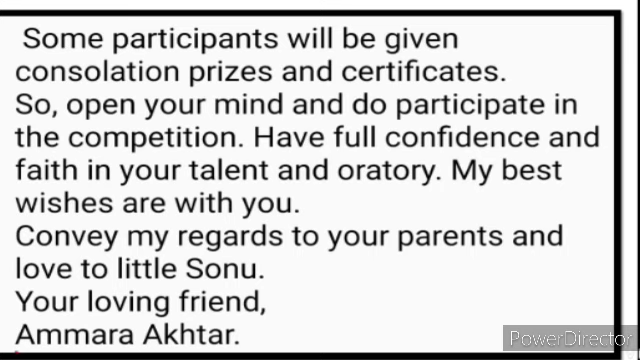 Some participants will be given
consolation prizes and certificates.
So, open your mind and do participate in
the competition. Have full confidence and
faith in your talent and oratory. My best
wishes are with you.
Convey my regards to your parents and
love to little Sonu.
Your loving friend,
Ammara Akhtar.
PowerDirector